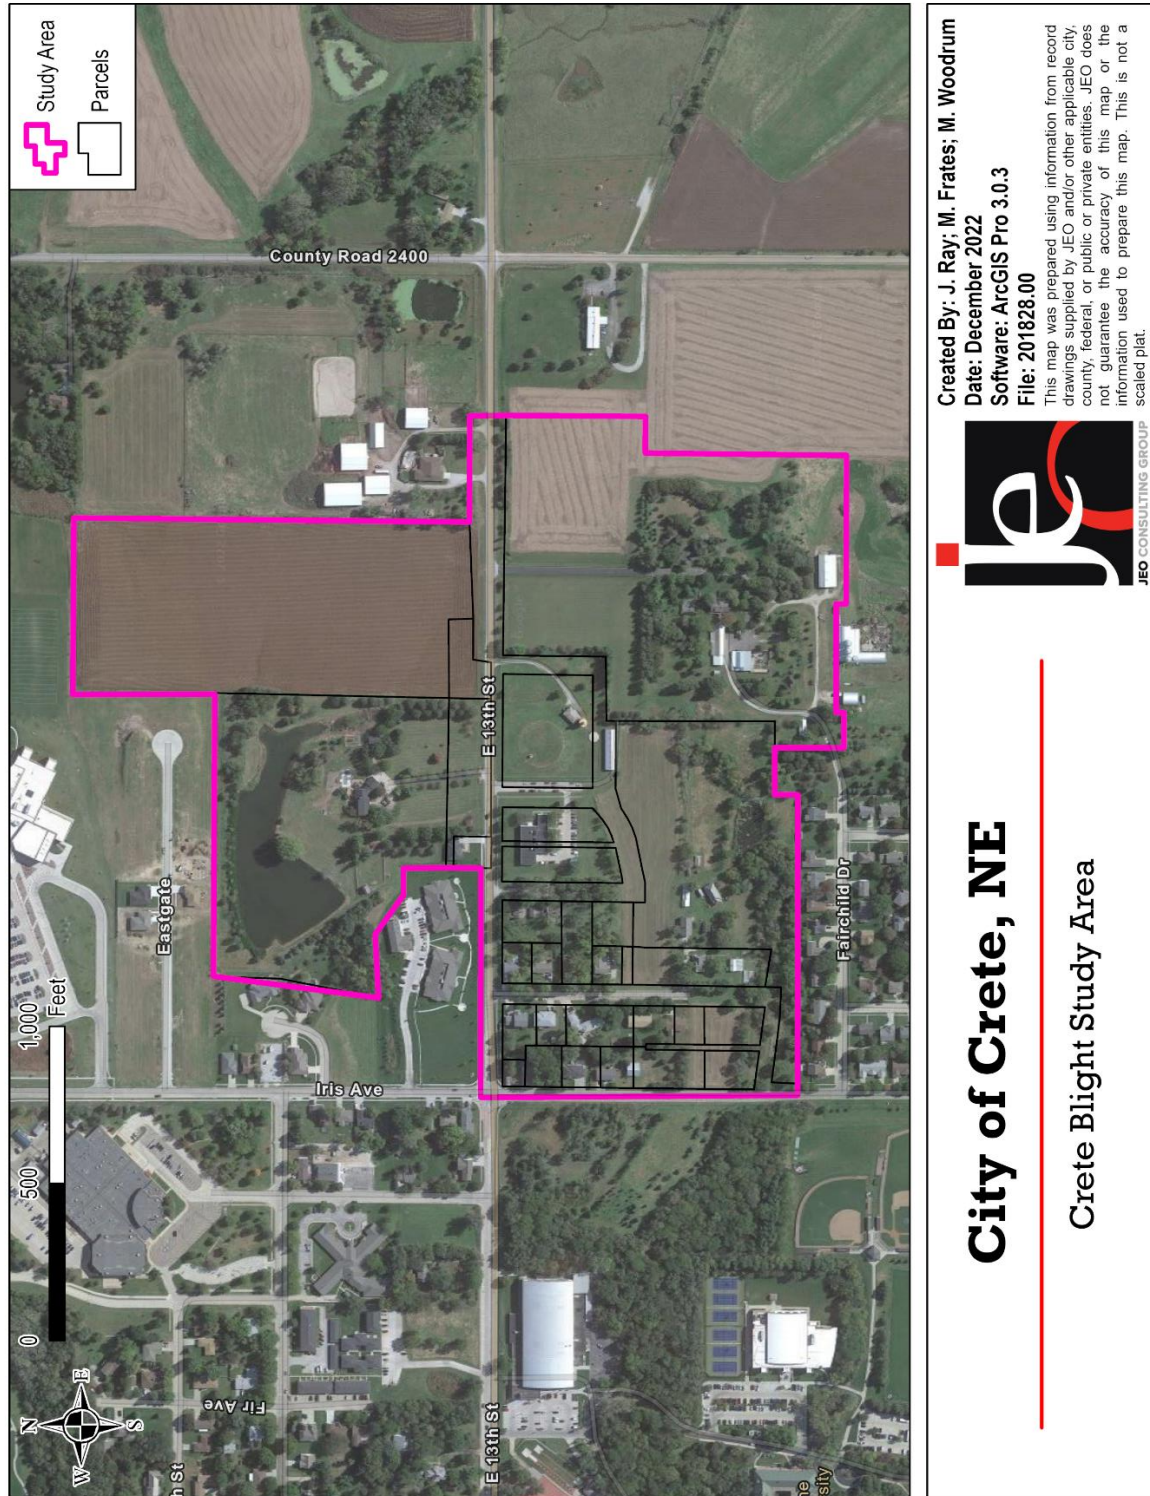 Study Area
Parcels
County Road 2400
E 13th St
Eastgate
Iris Ave
Fairchild Dr
E 13th St
Fir Ave
h St
ne
sity
0
500
1,000
Feet
N
W
E
S
City of Crete, NE
Crete Blight Study Area
Je
JEO CONSULTING GROUP
Created By: J. Ray; M. Frates; M. Woodrum
Date: December 2022
Software: ArcGIS Pro 3.0.3
File: 201828.00
This map was prepared using information from record
drawings supplied by JEO and/or other applicable city,
county, federal, or public or private entities. JEO does
not guarantee the accuracy of this map or the
information used to prepare this map. This is not a
scaled plat.